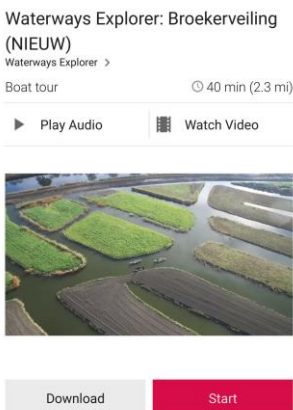 Waterways Explorer: Broekerveiling
(NIEUW)
Waterways Explorer >
Boat tour 40 min (2.3 mi)
Play Audio Watch Video
Download Start